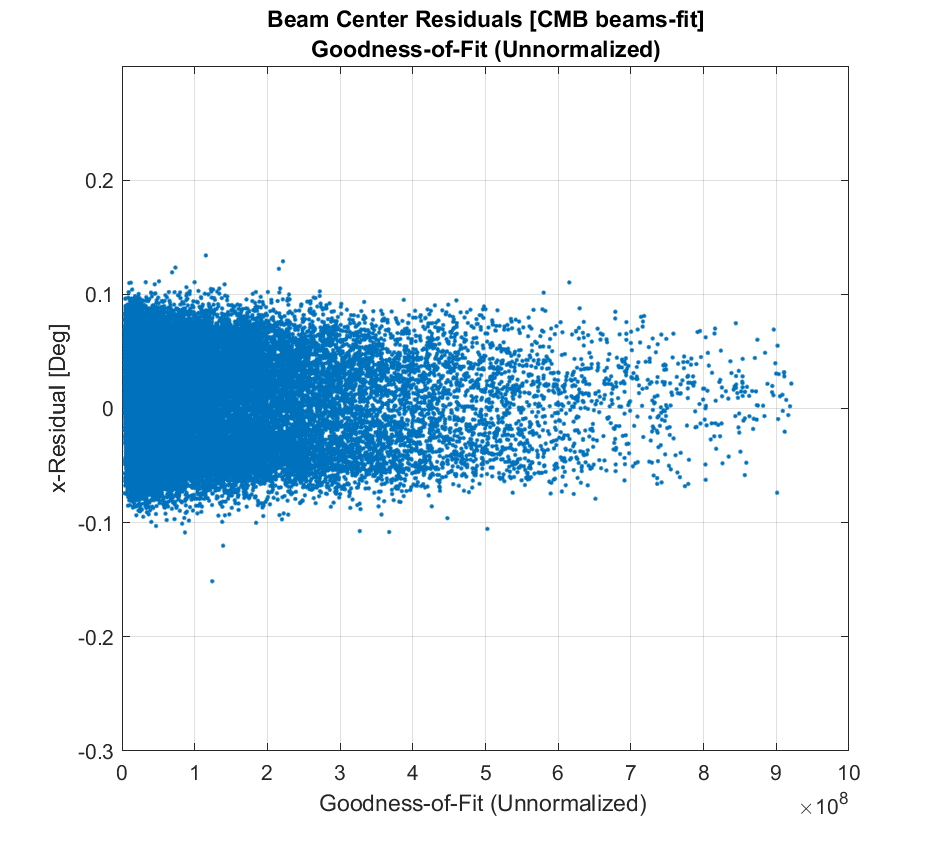 Beam Center Residuals [CMB beams-fit]
Goodness-of-Fit (Unnormalized)
x-Residual [Deg]
0.2
0.1
0
-0.1
-0.2
-0.3
0 1 2 3 4 5 6 7 8 9 10
Goodness-of-Fit (Unnormalized)
×10⁸